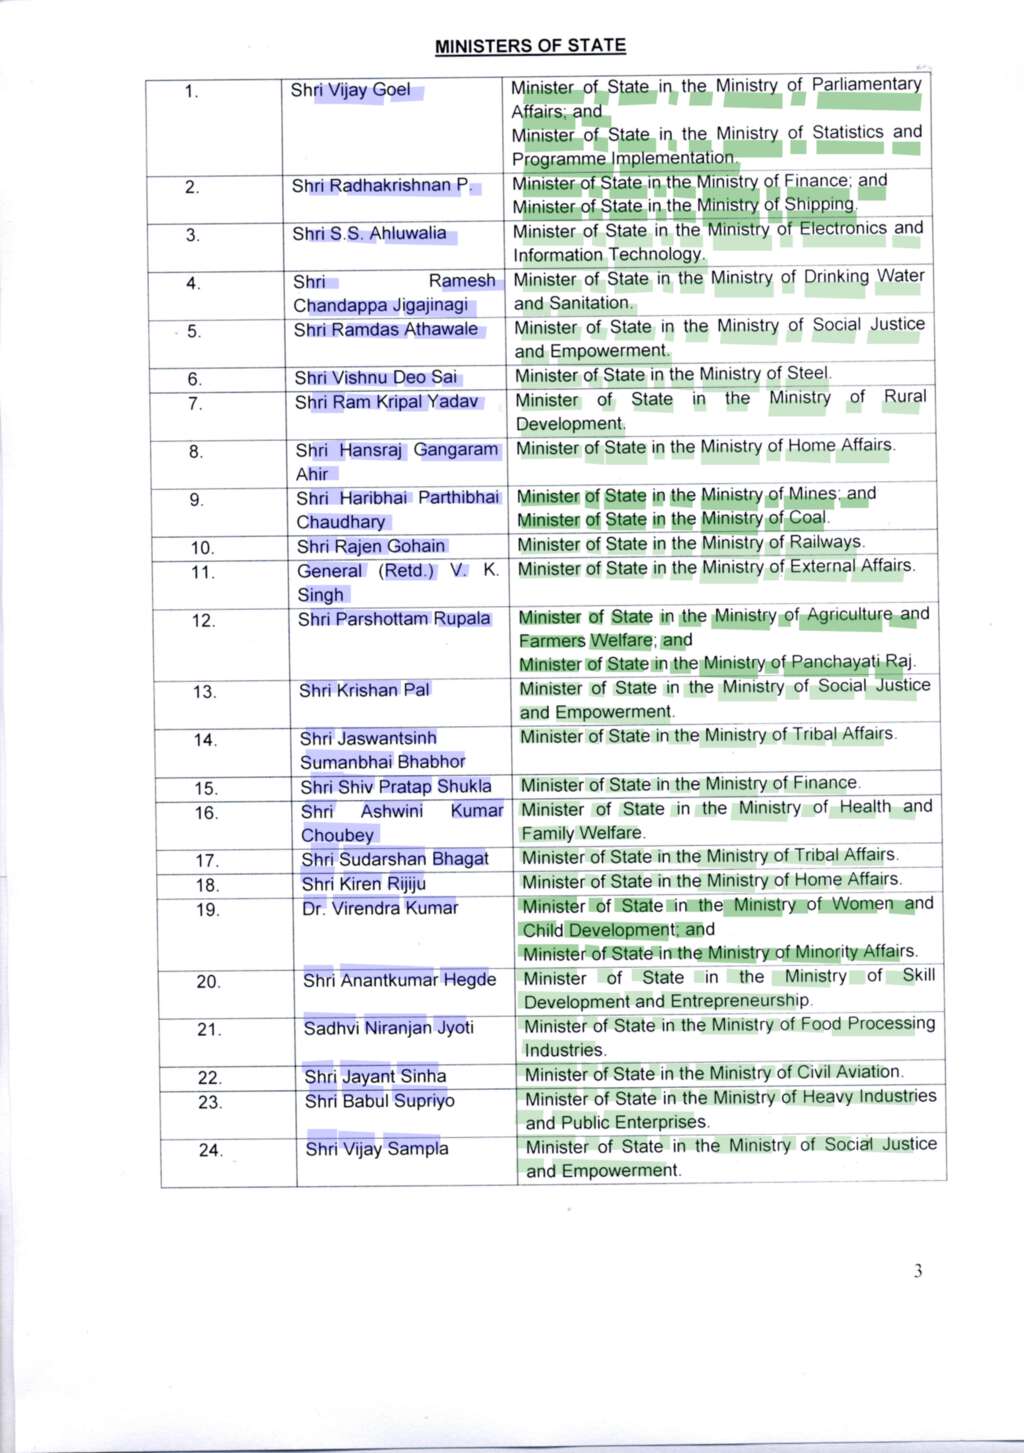 MINISTERS OF STATE
1. Shri Vijay Goel Minister of State in the Ministry of Parliamentary
Affairs; and
Minister of State in the Ministry of Statistics and
Programme Implementation.
2. Shri Radhakrishnan P. Minister of State in the Ministry of Finance; and
Minister of State in the Ministry of Shipping.
3. Shri S.S. Ahluwalia Minister of State in the Ministry of Electronics and
Information Technology.
4. Shri Ramesh Minister of State in the Ministry of Drinking Water
Chandappa Jigajinagi and Sanitation.
5. Shri Ramdas Athawale Minister of State in the Ministry of Social Justice
and Empowerment.
6. Shri Vishnu Deo Sai Minister of State in the Ministry of Steel.
7. Shri Ram Kripal Yadav Minister of State in the Ministry of Rural
Development.
8. Shri Hansraj Gangaram Minister of State in the Ministry of Home Affairs.
Ahir
9. Shri Haribhai Parthibhai Minister of State in the Ministry of Mines; and
Chaudhary Minister of State in the Ministry of Coal.
10. Shri Rajen Gohain Minister of State in the Ministry of Railways.
11. General (Retd.) V. K. Minister of State in the Ministry of External Affairs.
Singh
12. Shri Parshottam Rupala Minister of State in the Ministry of Agriculture and
Farmers Welfare; and
Minister of State in the Ministry of Panchayati Raj.
13. Shri Krishan Pal Minister of State in the Ministry of Social Justice
and Empowerment.
14. Shri Jaswantsinh Minister of State in the Ministry of Tribal Affairs.
Sumanbhai Bhabhor
15. Shri Shiv Pratap Shukla Minister of State in the Ministry of Finance.
16. Shri Ashwini Kumar Minister of State in the Ministry of Health and
Choubey Family Welfare.
17. Shri Sudarshan Bhagat Minister of State in the Ministry of Tribal Affairs.
18. Shri Kiren Rijiju Minister of State in the Ministry of Home Affairs.
19. Dr. Virendra Kumar Minister of State in the Ministry of Women and
Child Development; and
Minister of State in the Ministry of Minority Affairs.
20. Shri Anantkumar Hegde Minister of State in the Ministry of Skill
Development and Entrepreneurship.
21. Sadhvi Niranjan Jyoti Minister of State in the Ministry of Food Processing
Industries.
22. Shri Jayant Sinha Minister of State in the Ministry of Civil Aviation.
23. Shri Babul Supriyo Minister of State in the Ministry of Heavy Industries
and Public Enterprises.
24. Shri Vijay Sampla Minister of State in the Ministry of Social Justice
and Empowerment.
3